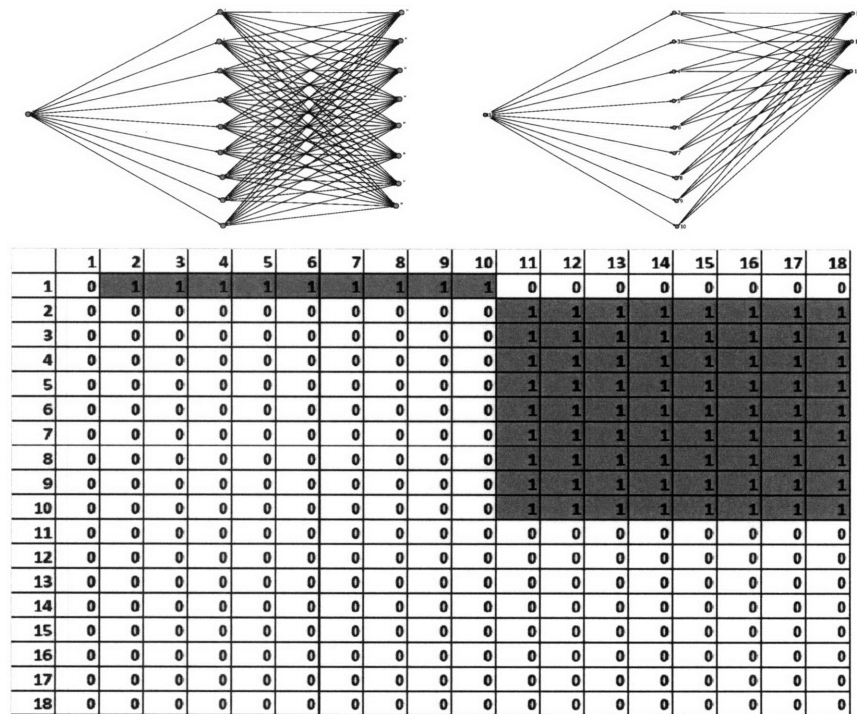 1 2 3 4 5 6 7 8 9 10 11 12 13 14 15 16 17 18
1 0 1 1 1 1 1 1 1 1 1 0 0 0 0 0 0 0 0
2 0 0 0 0 0 0 0 0 0 0 1 1 1 1 1 1 1 1
3 0 0 0 0 0 0 0 0 0 0 1 1 1 1 1 1 1 1
4 0 0 0 0 0 0 0 0 0 0 1 1 1 1 1 1 1 1
5 0 0 0 0 0 0 0 0 0 0 1 1 1 1 1 1 1 1
6 0 0 0 0 0 0 0 0 0 0 1 1 1 1 1 1 1 1
7 0 0 0 0 0 0 0 0 0 0 1 1 1 1 1 1 1 1
8 0 0 0 0 0 0 0 0 0 0 1 1 1 1 1 1 1 1
9 0 0 0 0 0 0 0 0 0 0 1 1 1 1 1 1 1 1
10 0 0 0 0 0 0 0 0 0 0 1 1 1 1 1 1 1 1
11 0 0 0 0 0 0 0 0 0 0 0 0 0 0 0 0 0 0
12 0 0 0 0 0 0 0 0 0 0 0 0 0 0 0 0 0 0
13 0 0 0 0 0 0 0 0 0 0 0 0 0 0 0 0 0 0
14 0 0 0 0 0 0 0 0 0 0 0 0 0 0 0 0 0 0
15 0 0 0 0 0 0 0 0 0 0 0 0 0 0 0 0 0 0
16 0 0 0 0 0 0 0 0 0 0 0 0 0 0 0 0 0 0
17 0 0 0 0 0 0 0 0 0 0 0 0 0 0 0 0 0 0
18 0 0 0 0 0 0 0 0 0 0 0 0 0 0 0 0 0 0